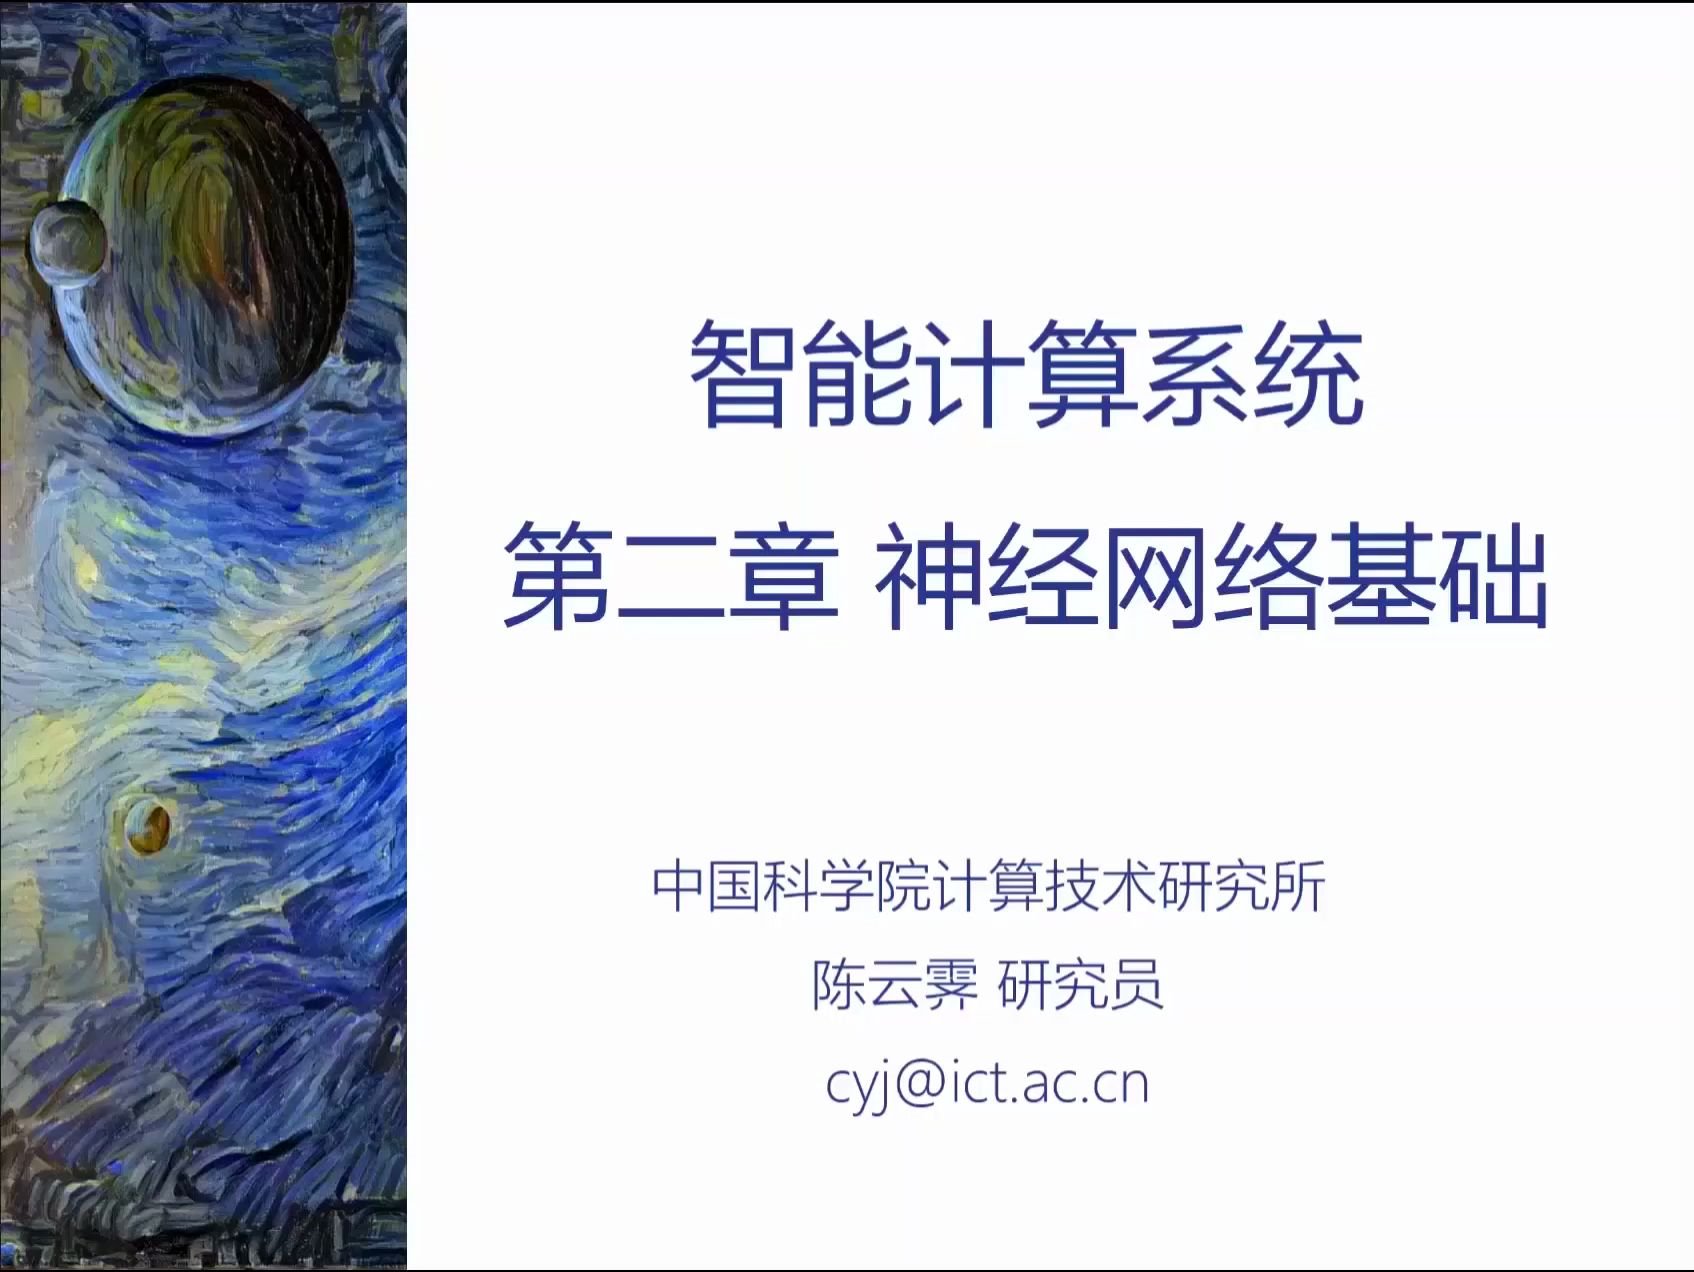 智能计算系统
第二章 神经网络基础
中国科学院计算技术研究所
陈云霁 研究员
cyj@ict.ac.cn